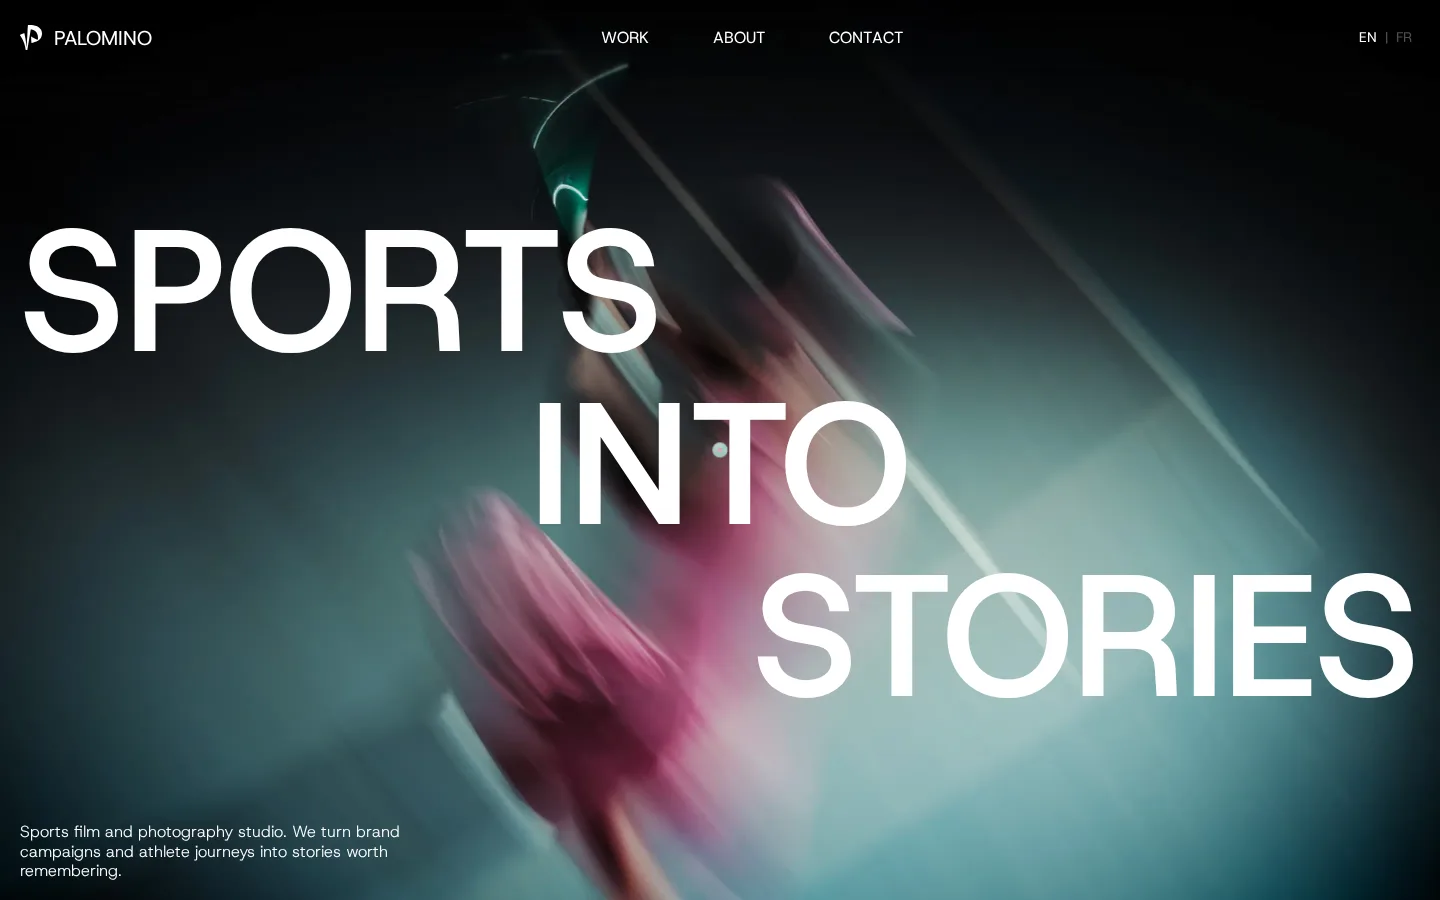 PALOMINO
WORK
ABOUT
CONTACT
EN | FR
SPORTS
INTO
STORIES
Sports film and photography studio. We turn brand
campaigns and athlete journeys into stories worth
remembering.